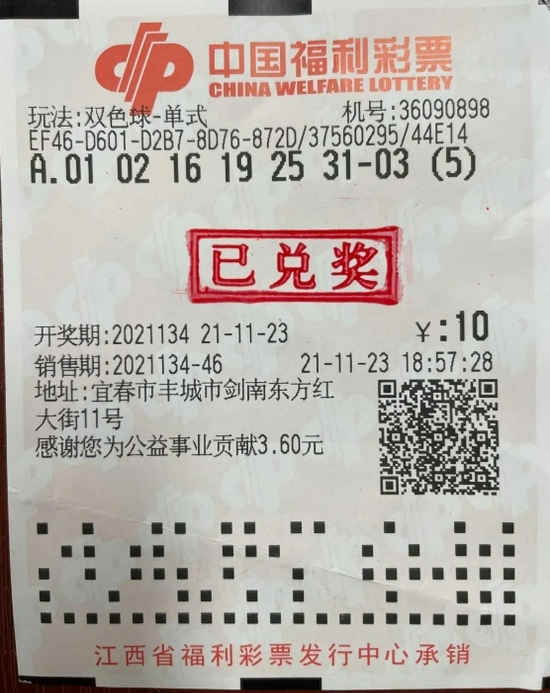 中国福利彩票
CHINA WELFARE LOTTERY
玩法:双色球-单式 机号:36090898
EF46-D601-D2B7-8D76-872D/37560295/44E14
A.01 02 16 19 25 31-03 (5)
已兑奖
开奖期:2021134 21-11-23 ¥:10
销售期:2021134-46 21-11-23 18:57:28
地址:宜春市丰城市剑南东方红
大街11号
感谢您为公益事业贡献3.60元
江西省福利彩票发行中心承销